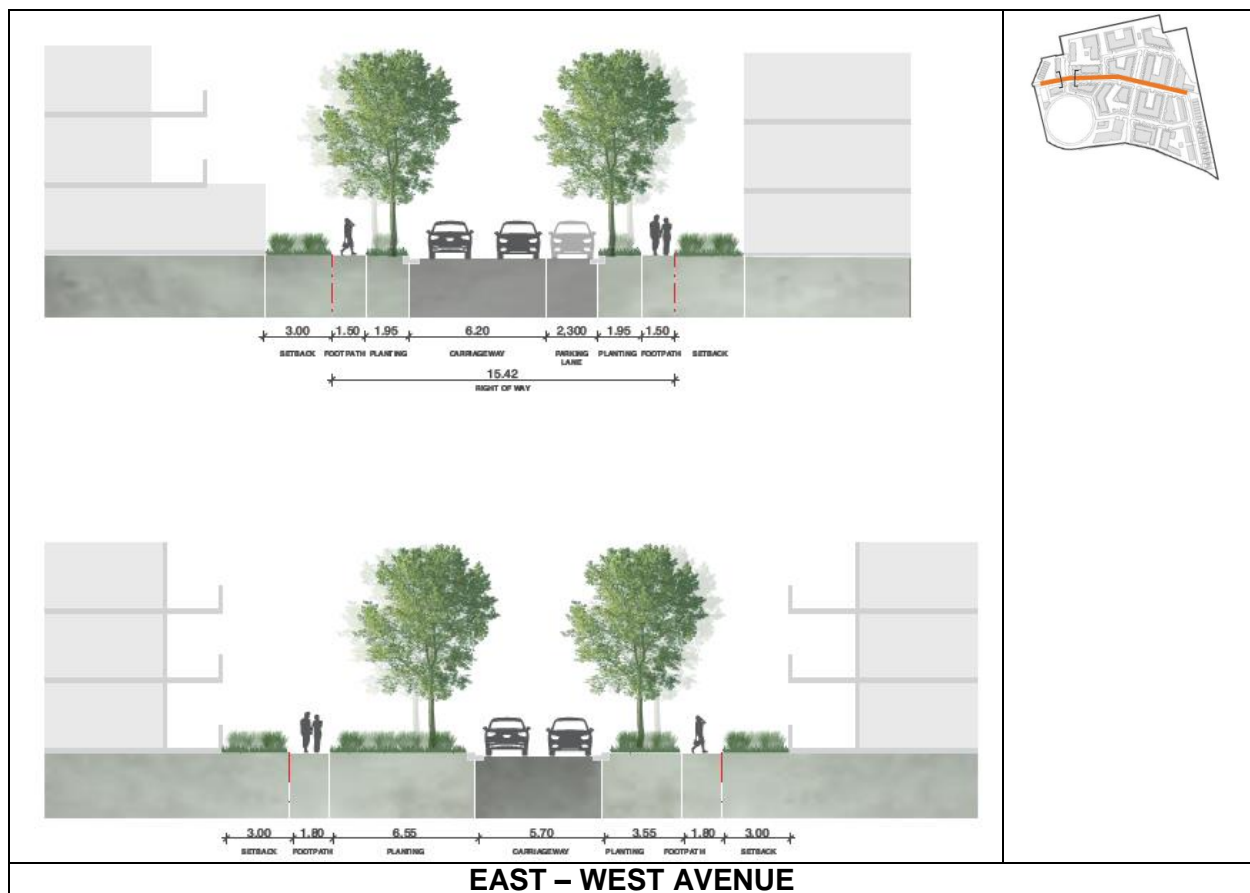 3.00 1.50 1.95 6.20 2,300 1.95 1.50
SETBACK FOOTPATH PLANTING CARRIAGEWAY PARKING LANE PLANTING FOOTPATH SETBACK
15.42
RIGHT OF WAY
3.00 1.80 6.55 5.70 3.55 1.80 3.00
SETBACK FOOTPATH PLANTING CARRIAGEWAY PLANTING FOOTPATH SETBACK
EAST – WEST AVENUE